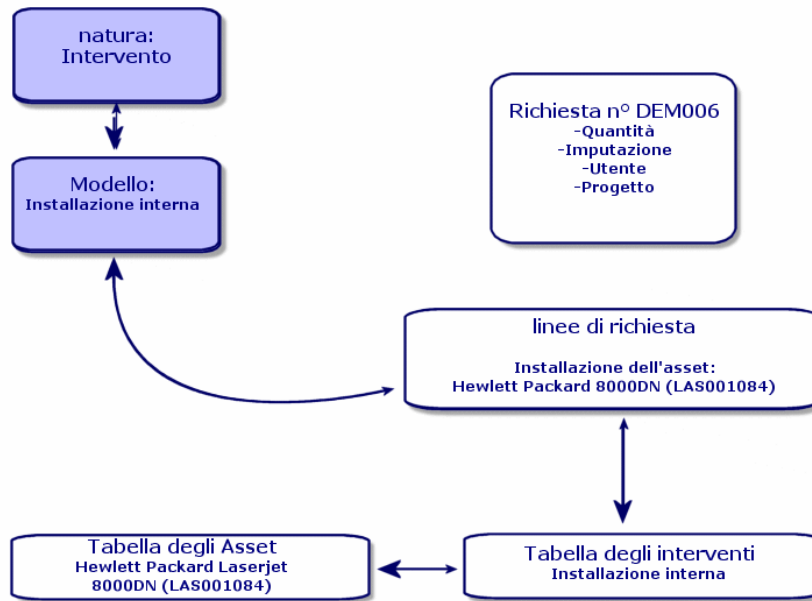 natura:
Intervento
Richiesta n° DEM006
-Quantità
-Imputazione
-Utente
-Progetto
Modello:
Installazione interna
linee di richiesta
Installazione dell'asset:
Hewlett Packard 8000DN (LAS001084)
Tabella degli Asset
Hewlett Packard Laserjet
8000DN (LAS001084)
Tabella degli interventi
Installazione interna